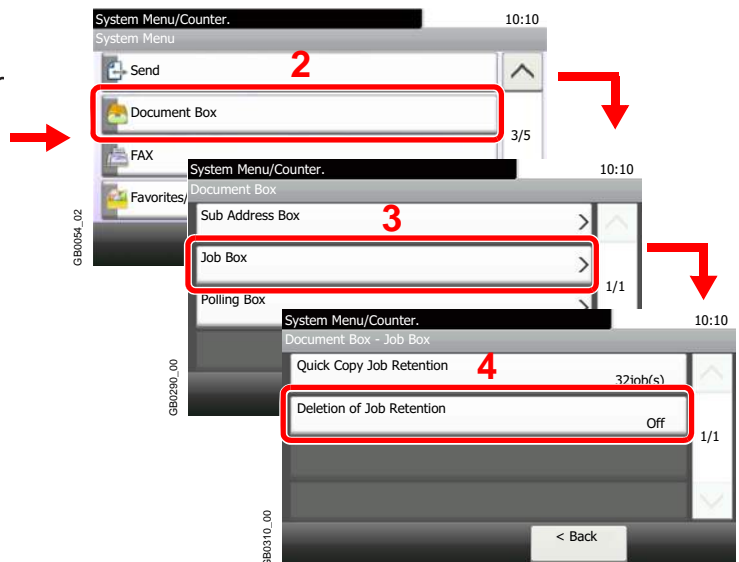 System Menu/Counter.
10:10
System Menu
Send
2
Document Box
3/5
FAX
Favorites/
GB0054_02
System Menu/Counter.
10:10
Document Box
Sub Address Box
3
Job Box
1/1
Polling Box
GB0290_00
System Menu/Counter.
10:10
Document Box - Job Box
Quick Copy Job Retention
4
32job(s)
Deletion of Job Retention
Off
1/1
< Back
GB0310_00